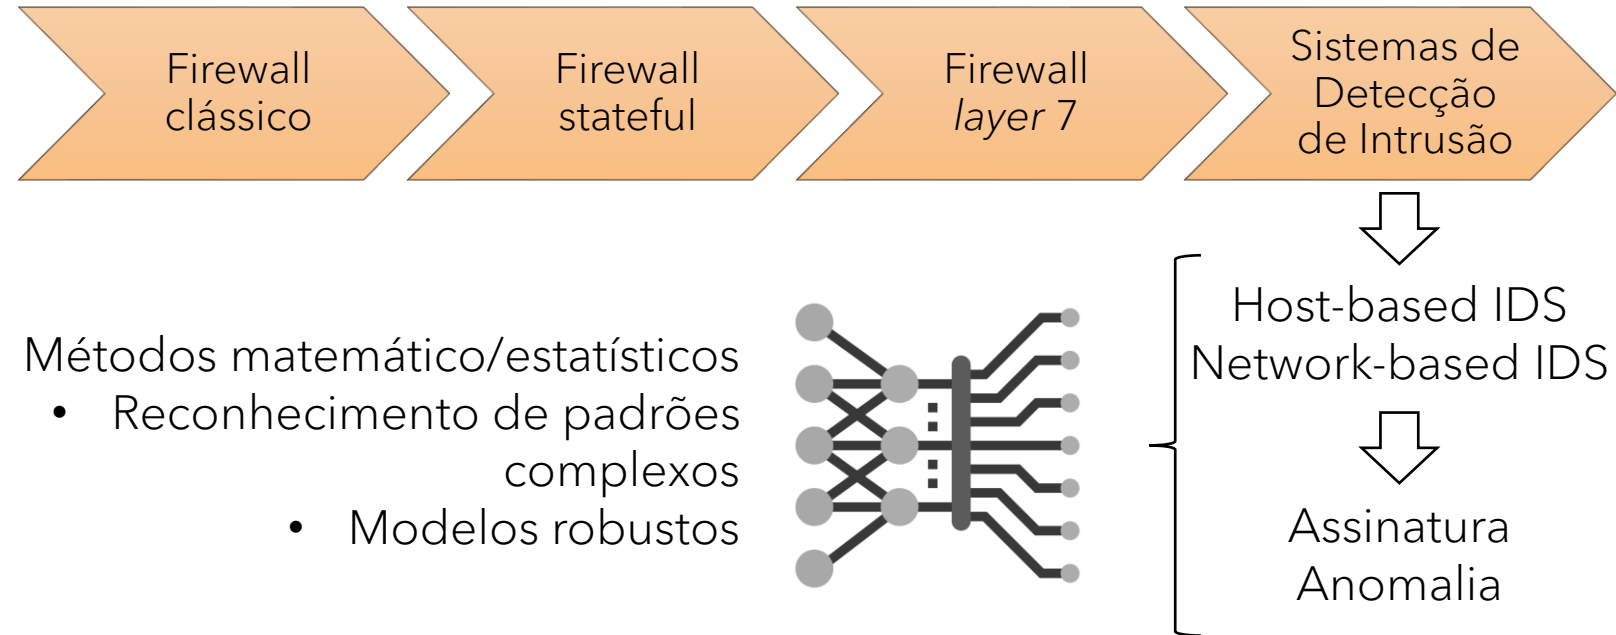 Firewall
clássico
Firewall
stateful
Firewall
layer 7
Sistemas de
Detecção
de Intrusão
Métodos matemático/estatísticos
• Reconhecimento de padrões
complexos
• Modelos robustos
Host-based IDS
Network-based IDS
Assinatura
Anomalia